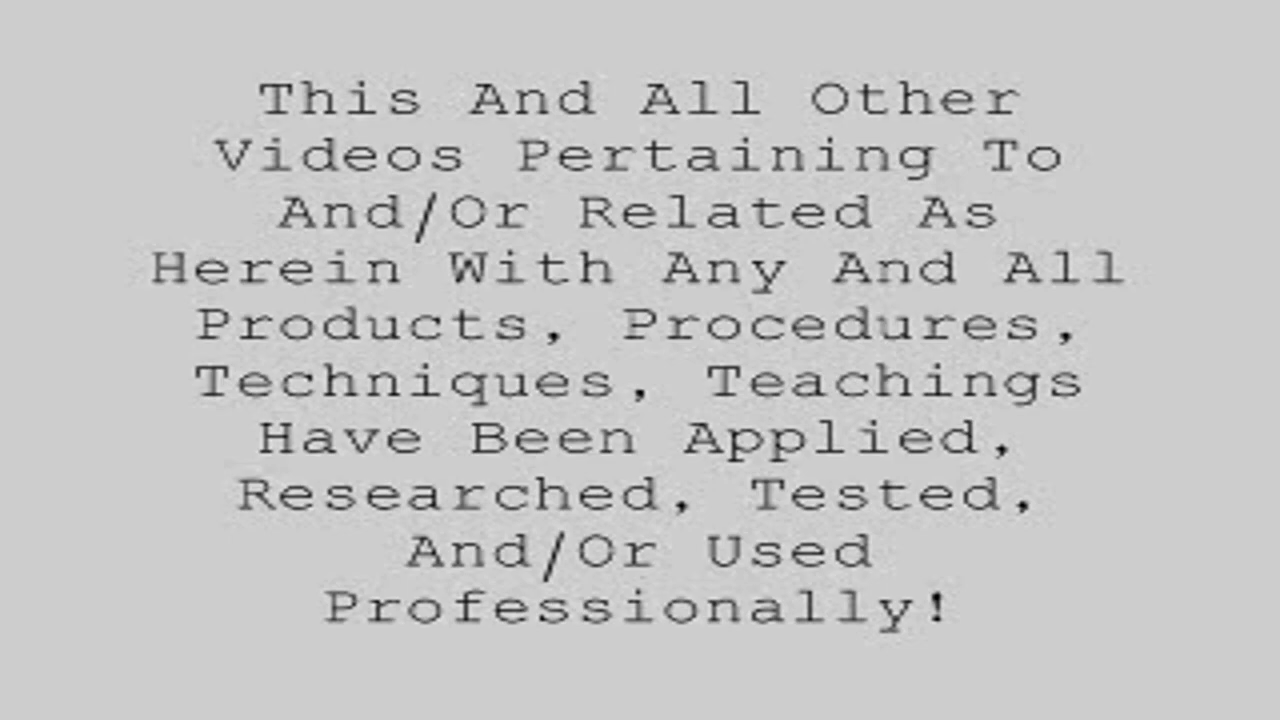 This And All Other
Videos Pertaining To
And/Or Related As
Herein With Any And All
Products, Procedures,
Techniques, Teachings
Have Been Applied,
Researched, Tested,
And/Or Used
Professionally!